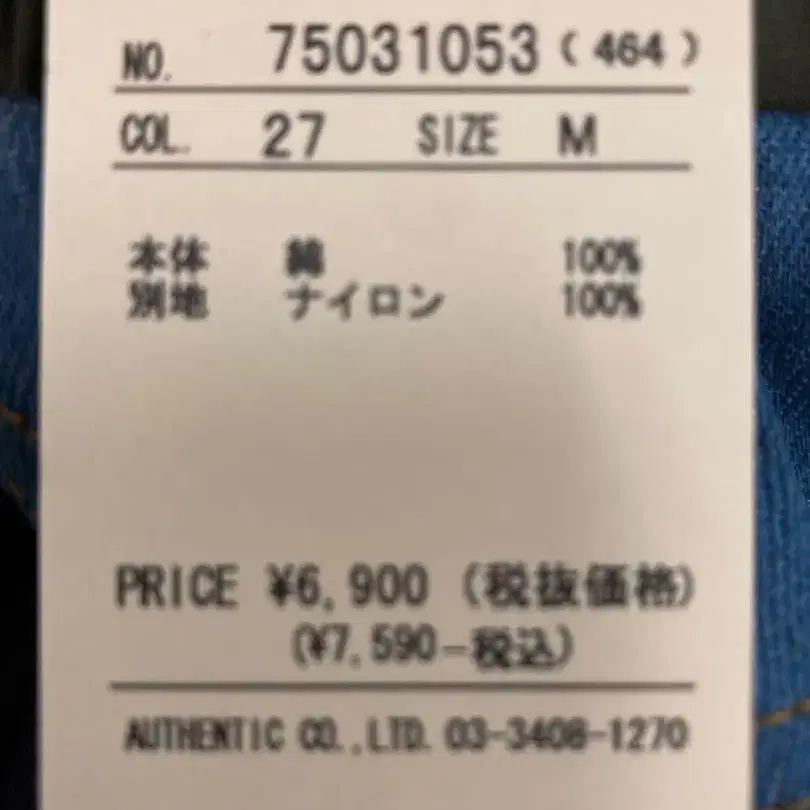 NO. 75031053 ( 464 )
COL. 27 SIZE M
本体 綿 100%
別地 ナイロン 100%
PRICE ¥6,900 (税抜価格)
(¥7,590-税込)
AUTHENTIC CO.,LTD. 03-3408-1270